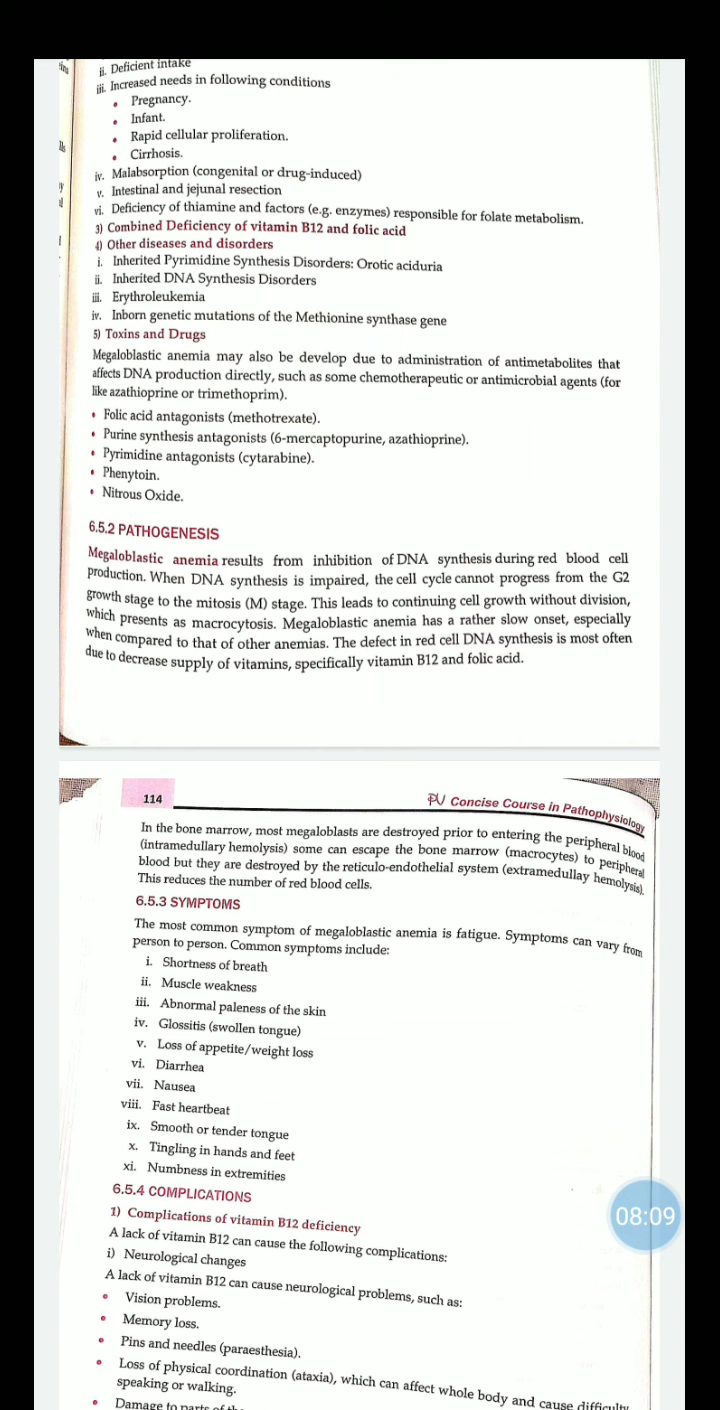 ii. Deficient intake
iii. Increased needs in following conditions
• Pregnancy.
• Infant.
• Rapid cellular proliferation.
• Cirrhosis.
iv. Malabsorption (congenital or drug-induced)
v. Intestinal and jejunal resection
vi. Deficiency of thiamine and factors (e.g. enzymes) responsible for folate metabolism.
3) Combined Deficiency of vitamin B12 and folic acid
4) Other diseases and disorders
i. Inherited Pyrimidine Synthesis Disorders: Orotic aciduria
ii. Inherited DNA Synthesis Disorders
iii. Erythroleukemia
iv. Inborn genetic mutations of the Methionine synthase gene
5) Toxins and Drugs
Megaloblastic anemia may also be develop due to administration of antimetabolites that
affects DNA production directly, such as some chemotherapeutic or antimicrobial agents (for
like azathioprine or trimethoprim).
• Folic acid antagonists (methotrexate).
• Purine synthesis antagonists (6-mercaptopurine, azathioprine).
• Pyrimidine antagonists (cytarabine).
• Phenytoin.
• Nitrous Oxide.
6.5.2 PATHOGENESIS
Megaloblastic anemia results from inhibition of DNA synthesis during red blood cell
production. When DNA synthesis is impaired, the cell cycle cannot progress from the G2
growth stage to the mitosis (M) stage. This leads to continuing cell growth without division,
which presents as macrocytosis. Megaloblastic anemia has a rather slow onset, especially
when compared to that of other anemias. The defect in red cell DNA synthesis is most often
due to decrease supply of vitamins, specifically vitamin B12 and folic acid.
114
PV Concise Course in Pathophysiology
In the bone marrow, most megaloblasts are destroyed prior to entering the peripheral blood
(intramedullary hemolysis) some can escape the bone marrow (macrocytes) to peripheral
blood but they are destroyed by the reticulo-endothelial system (extramedullay hemolysis).
This reduces the number of red blood cells.
6.5.3 SYMPTOMS
The most common symptom of megaloblastic anemia is fatigue. Symptoms can vary from
person to person. Common symptoms include:
i. Shortness of breath
ii. Muscle weakness
iii. Abnormal paleness of the skin
iv. Glossitis (swollen tongue)
v. Loss of appetite/weight loss
vi. Diarrhea
vii. Nausea
viii. Fast heartbeat
ix. Smooth or tender tongue
x. Tingling in hands and feet
xi. Numbness in extremities
08:09
6.5.4 COMPLICATIONS
1) Complications of vitamin B12 deficiency
A lack of vitamin B12 can cause the following complications:
i) Neurological changes
A lack of vitamin B12 can cause neurological problems, such as:
• Vision problems.
• Memory loss.
• Pins and needles (paraesthesia).
• Loss of physical coordination (ataxia), which can affect whole body and cause difficulty
speaking or walking.
• Damage to parts of